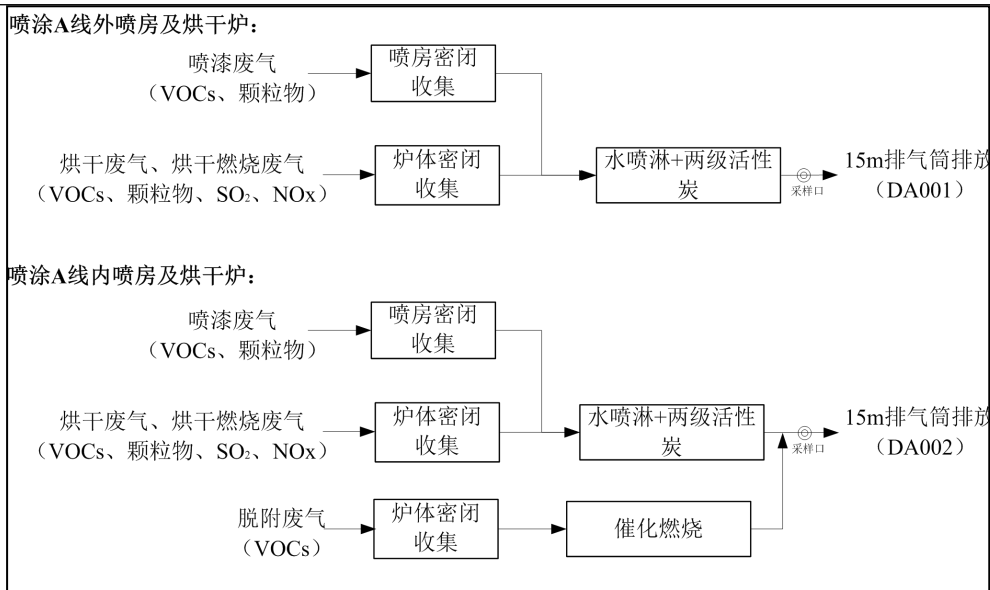 喷涂A线外喷房及烘干炉：
喷漆废气
（VOCs、颗粒物）
喷房密闭
收集
烘干废气、烘干燃烧废气
（VOCs、颗粒物、SO₂、NOx）
炉体密闭
收集
水喷淋+两级活性
炭
采样口
15m排气筒排放
（DA001）
喷涂A线内喷房及烘干炉：
喷漆废气
（VOCs、颗粒物）
喷房密闭
收集
烘干废气、烘干燃烧废气
（VOCs、颗粒物、SO₂、NOx）
炉体密闭
收集
水喷淋+两级活性
炭
采样口
15m排气筒排放
（DA002）
脱附废气
（VOCs）
炉体密闭
收集
催化燃烧